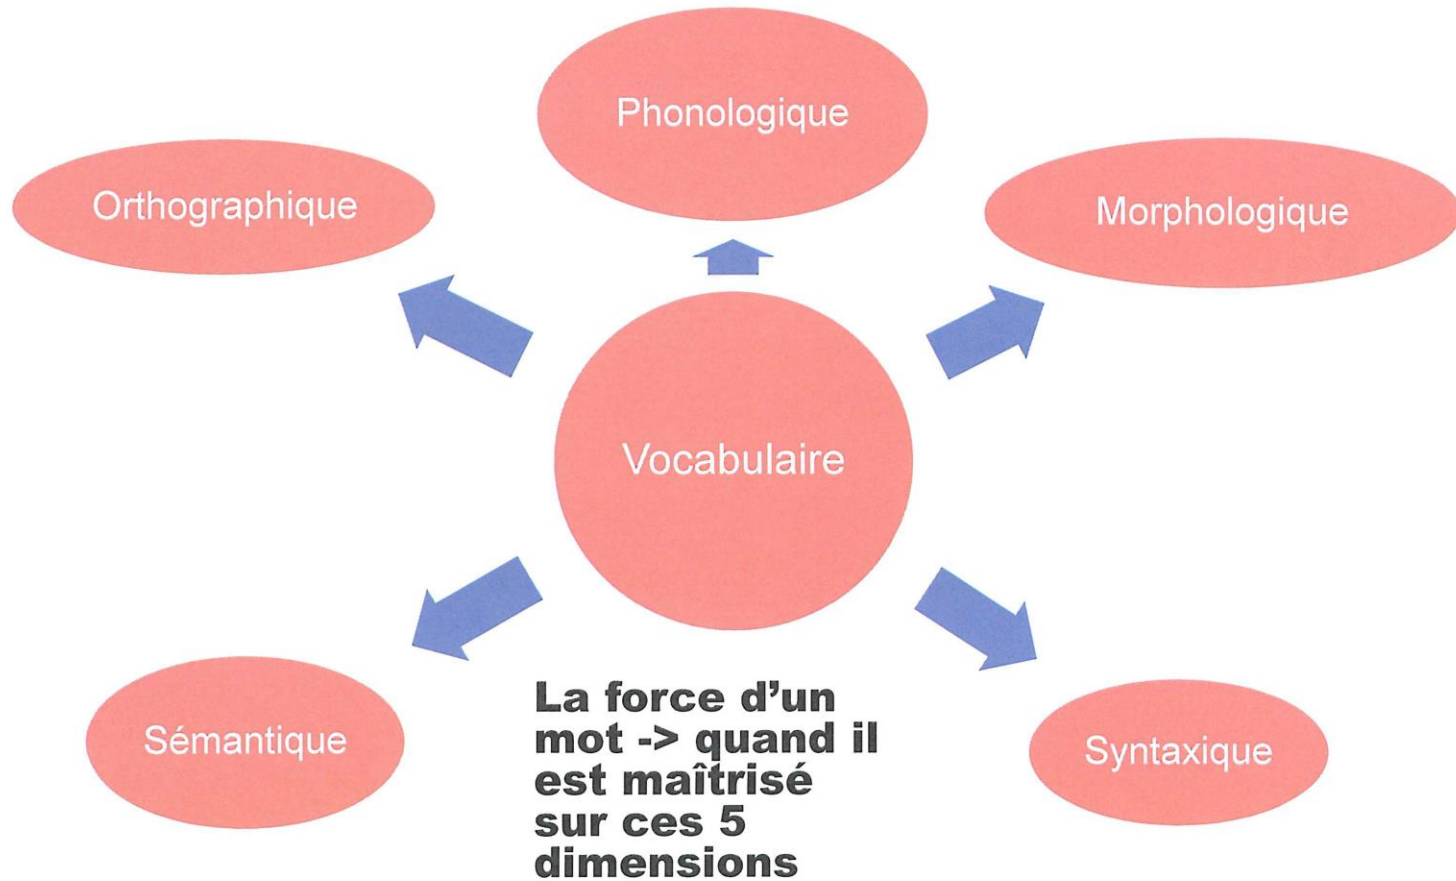 Phonologique
Orthographique
Morphologique
Vocabulaire
Sémantique
Syntaxique
La force d'un
mot -> quand il
est maîtrisé
sur ces 5
dimensions